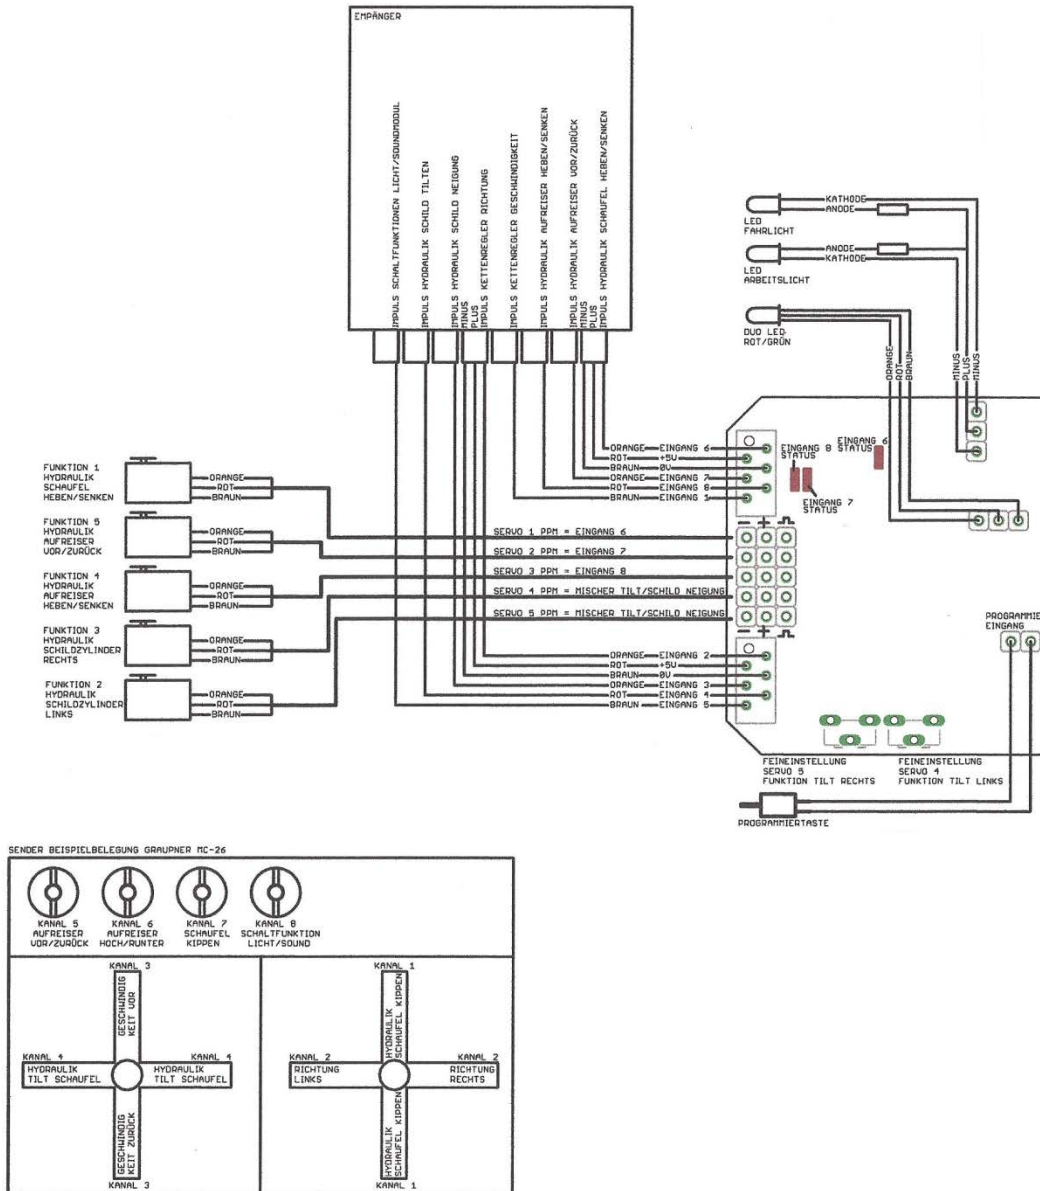 EMPÄNGER
IMPULS SCHALTFUNKTIONEN LICHT/SOUNDMODUL
IMPULS HYDRAULIK SCHILD TILTEN
IMPULS HYDRAULIK SCHILD NEIGUNG
MINUS
PLUS
IMPULS KETTENREGLER RICHTUNG
IMPULS KETTENREGLER GESCHWINDIGKEIT
IMPULS HYDRAULIK AUFREISER HEBEN/SENKEN
IMPULS HYDRAULIK AUFREISER VOR/ZURÜCK
MINUS
PLUS
IMPULS HYDRAULIK SCHAUFEL HEBEN/SENKEN
KATHODE
ANODE
LED
FAHRLICHT
ANODE
KATHODE
LED
ARBEITSLICHT
DUO LED
ROT/GRÜN
ORANGE
ROT
BRAUN
MINUS
PLUS
MINUS
ORANGE EINGANG 6
ROT +5V
BRAUN 0V
ORANGE EINGANG 7
ROT EINGANG 8
BRAUN EINGANG 1
EINGANG 8
STATUS
EINGANG 6
STATUS
EINGANG 7
STATUS
FUNKTION 1
HYDRAULIK
SCHAUFEL
HEBEN/SENKEN
ORANGE
ROT
BRAUN
FUNKTION 5
HYDRAULIK
AUFREISER
VOR/ZURÜCK
ORANGE
ROT
BRAUN
FUNKTION 4
HYDRAULIK
AUFREISER
HEBEN/SENKEN
ORANGE
ROT
BRAUN
FUNKTION 3
HYDRAULIK
SCHILDZYLINDER
RECHTS
ORANGE
ROT
BRAUN
FUNKTION 2
HYDRAULIK
SCHILDZYLINDER
LINKS
ORANGE
ROT
BRAUN
SERVO 1 PPM = EINGANG 6
SERVO 2 PPM = EINGANG 7
SERVO 3 PPM = EINGANG 8
SERVO 4 PPM = MISCHER TILT/SCHILD NEIGUNG
SERVO 5 PPM = MISCHER TILT/SCHILD NEIGUNG
- +
- +
ORANGE EINGANG 2
ROT +5V
BRAUN 0V
ORANGE EINGANG 3
ROT EINGANG 4
BRAUN EINGANG 5
PROGRAMMIE
EINGANG
FEINEINSTELLUNG
SERVO 5
FUNKTION TILT RECHTS
FEINEINSTELLUNG
SERVO 4
FUNKTION TILT LINKS
PROGRAMMIERTASTE
SENDER BEISPIELBELEGUNG GRAUPNER MC-26
KANAL 5
AUFREISER
VOR/ZURÜCK
KANAL 6
AUFREISER
HOCH/RUNTER
KANAL 7
SCHAUFEL
KIPPEN
KANAL 8
SCHALTFUNKTION
LICHT/SOUND
KANAL 3
GESCHWINDIG
KEIT VOR
KANAL 4
HYDRAULIK
TILT SCHAUFEL
KANAL 4
HYDRAULIK
TILT SCHAUFEL
GESCHWINDIG
KEIT ZURÜCK
KANAL 3
KANAL 1
HYDRAULIK
SCHAUFEL KIPPEN
KANAL 2
RICHTUNG
LINKS
KANAL 2
RICHTUNG
RECHTS
HYDRAULIK
SCHAUFEL KIPPEN
KANAL 1